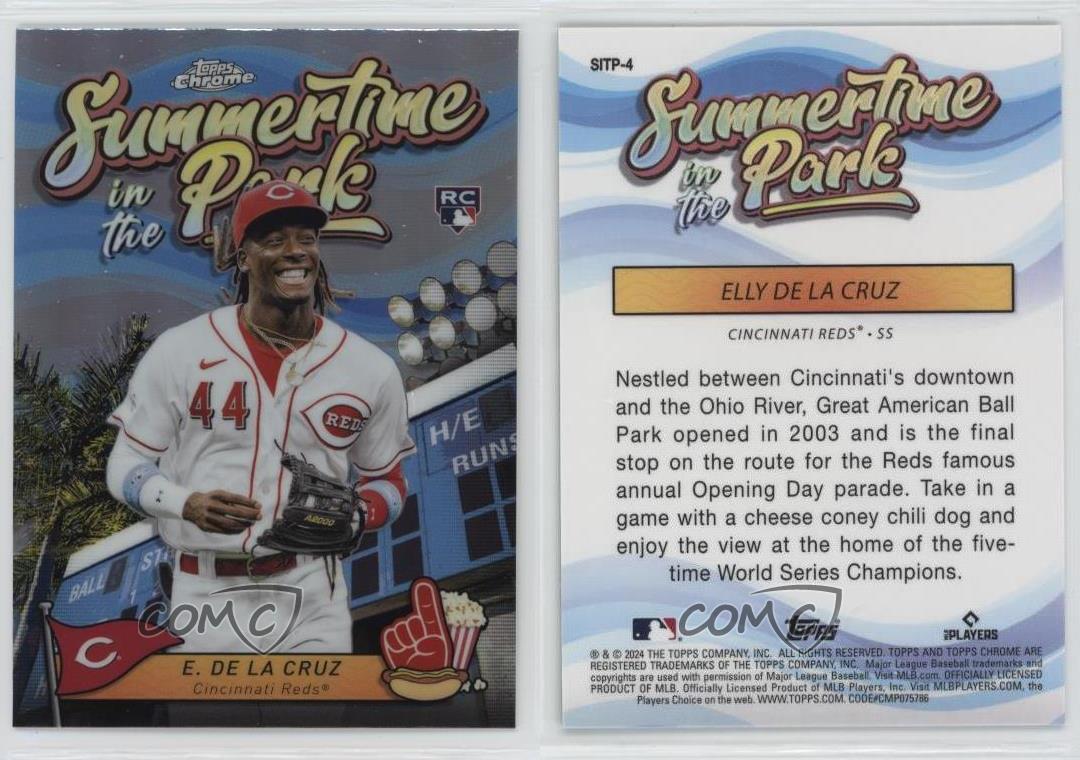 Topps
Chrome
Summertime
in the
Park
RC
C
44
REDS
H/E
RUNS
A2000
BALL
ST
1
COMC
C
E. DE LA CRUZ
Cincinnati Reds®
SITP-4
Summertime
in the
Park
ELLY DE LA CRUZ
CINCINNATI REDS® • SS
Nestled between Cincinnati's downtown
and the Ohio River, Great American Ball
Park opened in 2003 and is the final
stop on the route for the Reds famous
annual Opening Day parade. Take in a
game with a cheese coney chili dog and
enjoy the view at the home of the five-
time World Series Champions.
COMC
Topps
MLB PLAYERS
® & © 2024 THE TOPPS COMPANY, INC. ALL RIGHTS RESERVED. TOPPS AND TOPPS CHROME ARE
REGISTERED TRADEMARKS OF THE TOPPS COMPANY, INC. Major League Baseball trademarks and
copyrights are used with permission of Major League Baseball. Visit MLB.com. OFFICIALLY LICENSED
PRODUCT OF MLB. Officially Licensed Product of MLB Players, Inc. Visit MLBPLAYERS.COM, the
Players Choice on the web. WWW.TOPPS.COM. CODE#CMP075786